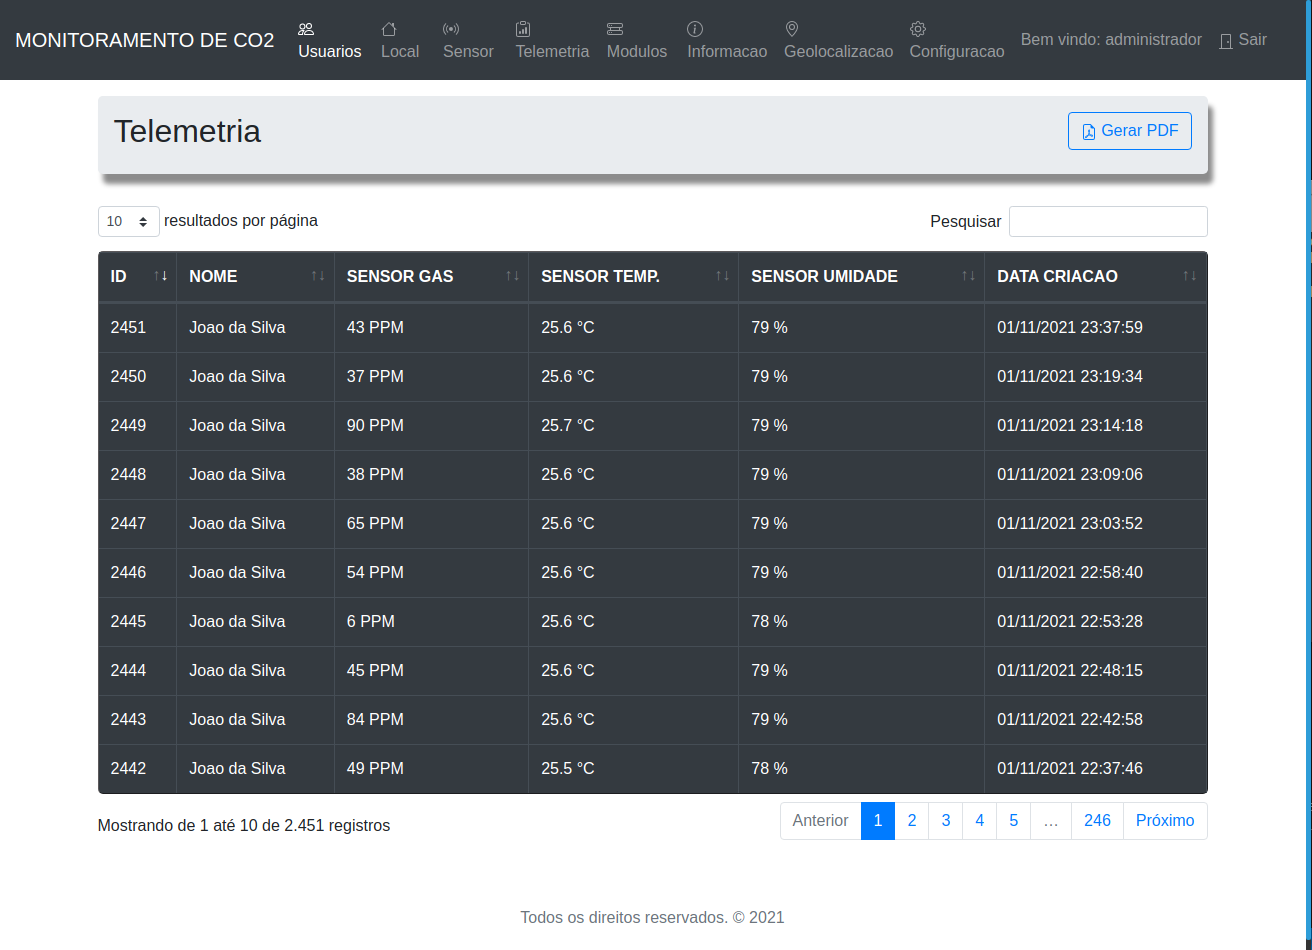 MONITORAMENTO DE CO2 Usuarios Local Sensor Telemetria Modulos Informacao Geolocalizacao Configuracao Bem vindo: administrador Sair
Telemetria Gerar PDF
10 resultados por página Pesquisar
ID ↑↓ NOME ↑↓ SENSOR GAS ↑↓ SENSOR TEMP. ↑↓ SENSOR UMIDADE ↑↓ DATA CRIACAO ↑↓
2451 Joao da Silva 43 PPM 25.6 °C 79 % 01/11/2021 23:37:59
2450 Joao da Silva 37 PPM 25.6 °C 79 % 01/11/2021 23:19:34
2449 Joao da Silva 90 PPM 25.7 °C 79 % 01/11/2021 23:14:18
2448 Joao da Silva 38 PPM 25.6 °C 79 % 01/11/2021 23:09:06
2447 Joao da Silva 65 PPM 25.6 °C 79 % 01/11/2021 23:03:52
2446 Joao da Silva 54 PPM 25.6 °C 79 % 01/11/2021 22:58:40
2445 Joao da Silva 6 PPM 25.6 °C 78 % 01/11/2021 22:53:28
2444 Joao da Silva 45 PPM 25.6 °C 79 % 01/11/2021 22:48:15
2443 Joao da Silva 84 PPM 25.6 °C 79 % 01/11/2021 22:42:58
2442 Joao da Silva 49 PPM 25.5 °C 78 % 01/11/2021 22:37:46
Mostrando de 1 até 10 de 2.451 registros Anterior 1 2 3 4 5 … 246 Próximo
Todos os direitos reservados. © 2021